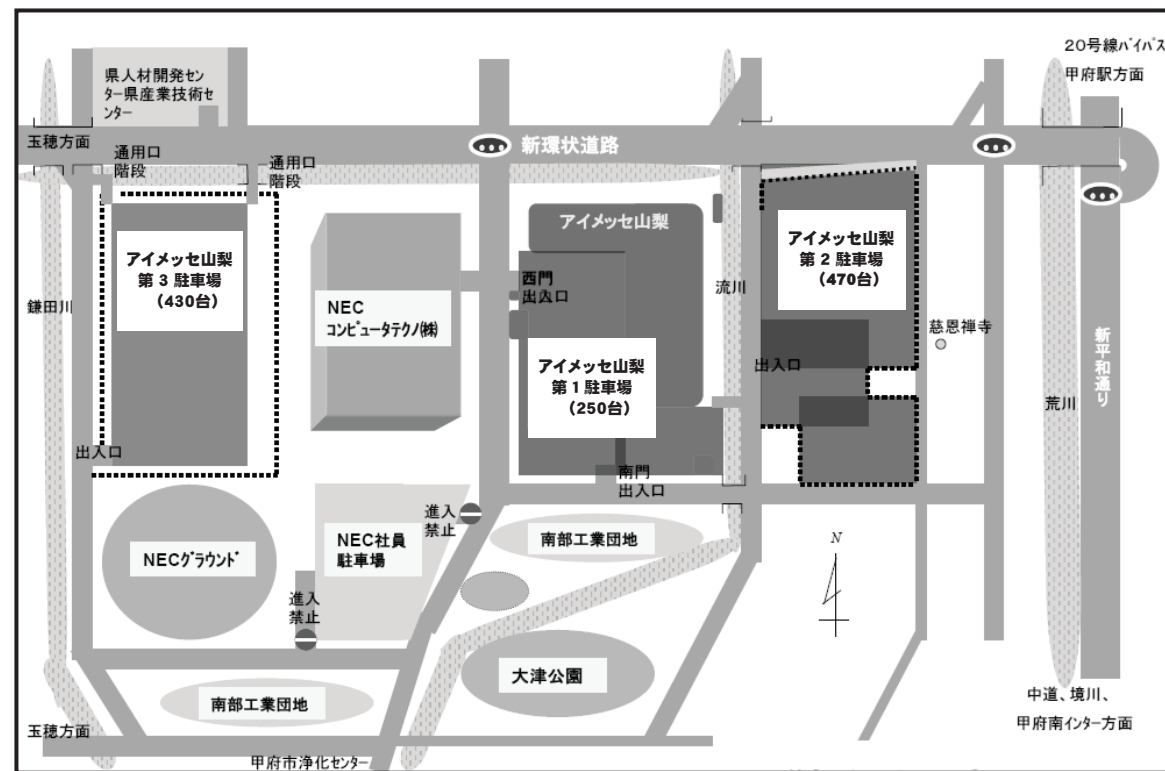 20号線バイパス
甲府駅方面
県人材開発セン
ター県産業技術セ
ンター
玉穂方面
新環状道路
通用口
階段
通用口
階段
アイメッセ山梨
第3駐車場
（430台）
アイメッセ山梨
アイメッセ山梨
第2駐車場
（470台）
西門
出入口
流川
鎌田川
NEC
コンピュータテクノ㈱
慈恩禅寺
新平和通り
アイメッセ山梨
第1駐車場
（250台）
出入口
荒川
出入口
南門
出入口
進入
禁止
NECグラウンド
NEC社員
駐車場
南部工業団地
N
進入
禁止
大津公園
南部工業団地
中道、境川、
甲府南インター方面
玉穂方面
甲府市浄化センター